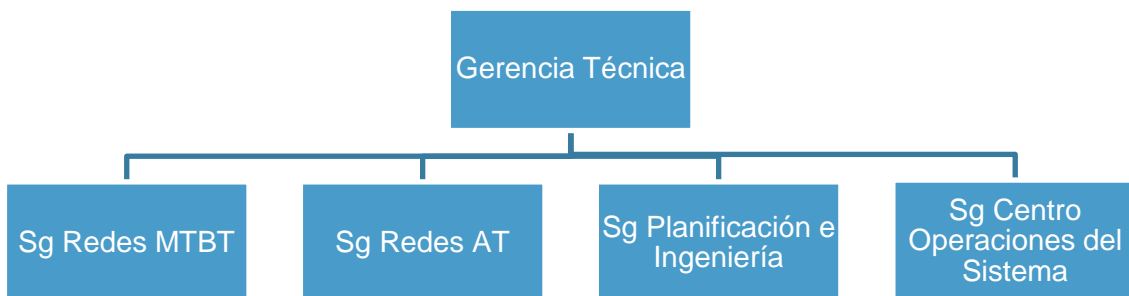 Gerencia Técnica
Sg Redes MTBT
Sg Redes AT
Sg Planificación e
Ingeniería
Sg Centro
Operaciones del
Sistema